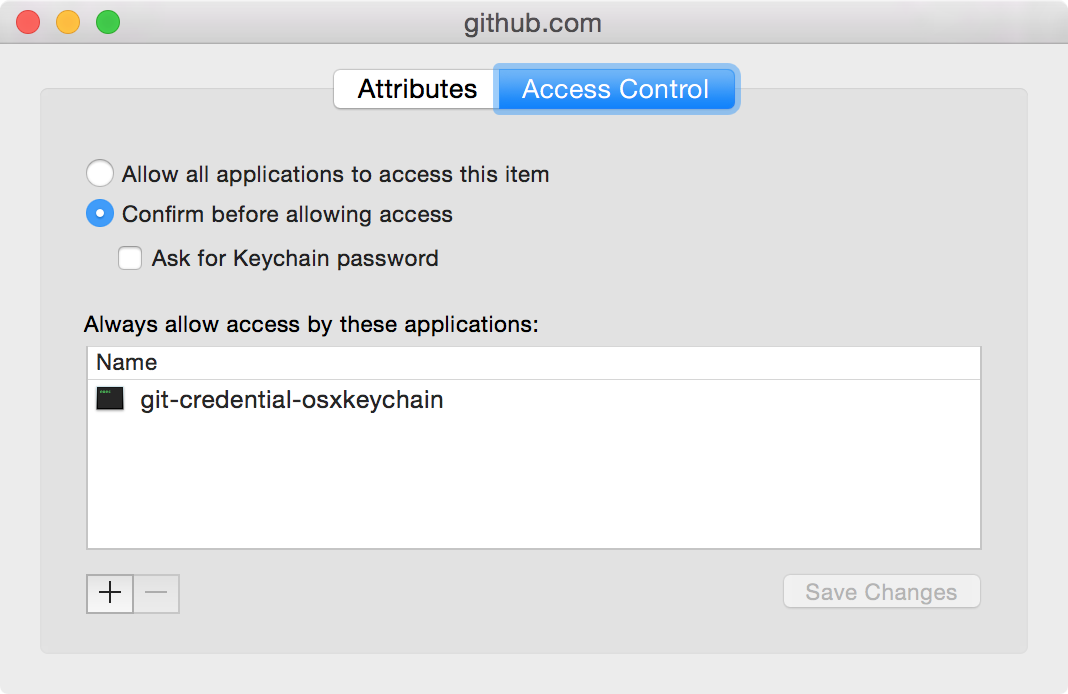 github.com
Attributes Access Control
Allow all applications to access this item
Confirm before allowing access
Ask for Keychain password
Always allow access by these applications:
Name
git-credential-osxkeychain
Save Changes